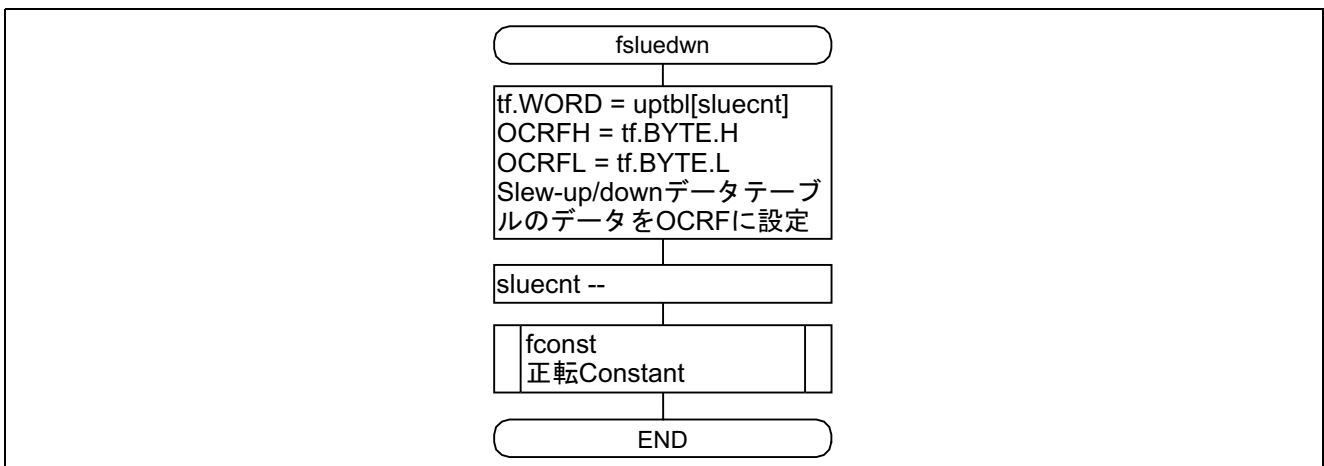 fsluedwn
tf.WORD = uptbl[sluecnt]
OCRFH = tf.BYTE.H
OCRFL = tf.BYTE.L
Slew-up/downデータテーブ
ルのデータをOCRFに設定
sluecnt --
fconst
正転Constant
END